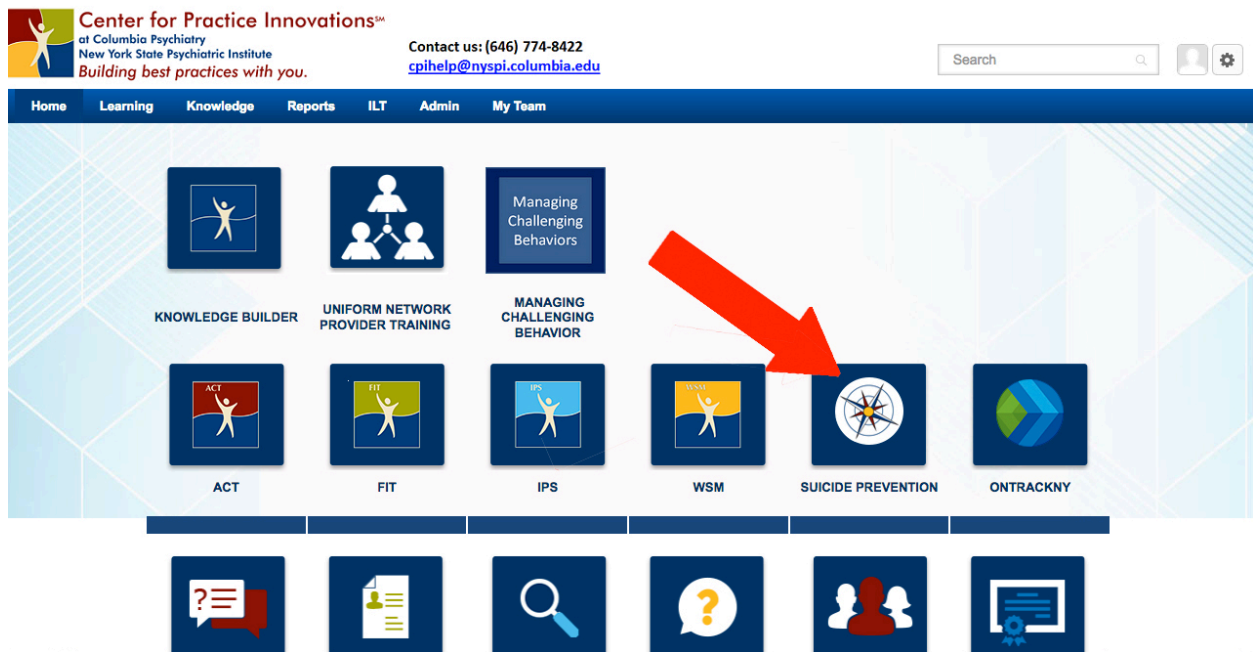 Center for Practice Innovations℠
at Columbia Psychiatry
New York State Psychiatric Institute
Building best practices with you.
Contact us: (646) 774-8422
cpihelp@nyspi.columbia.edu
Search
Home Learning Knowledge Reports ILT Admin My Team
Managing
Challenging
Behaviors
KNOWLEDGE BUILDER
UNIFORM NETWORK
PROVIDER TRAINING
MANAGING
CHALLENGING
BEHAVIOR
ACT
FIT
IPS
WSM
ACT
FIT
IPS
WSM
SUICIDE PREVENTION
ONTRACKNY
?
?